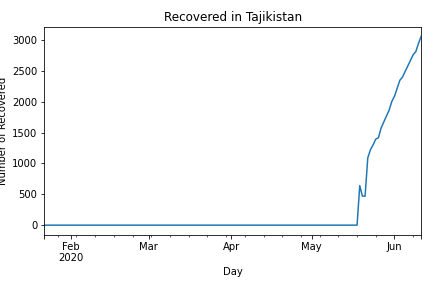 Recovered in Tajikistan
Number of Recovered
3000
2500
2000
1500
1000
500
0
Feb
2020
Mar
Apr
May
Jun
Day